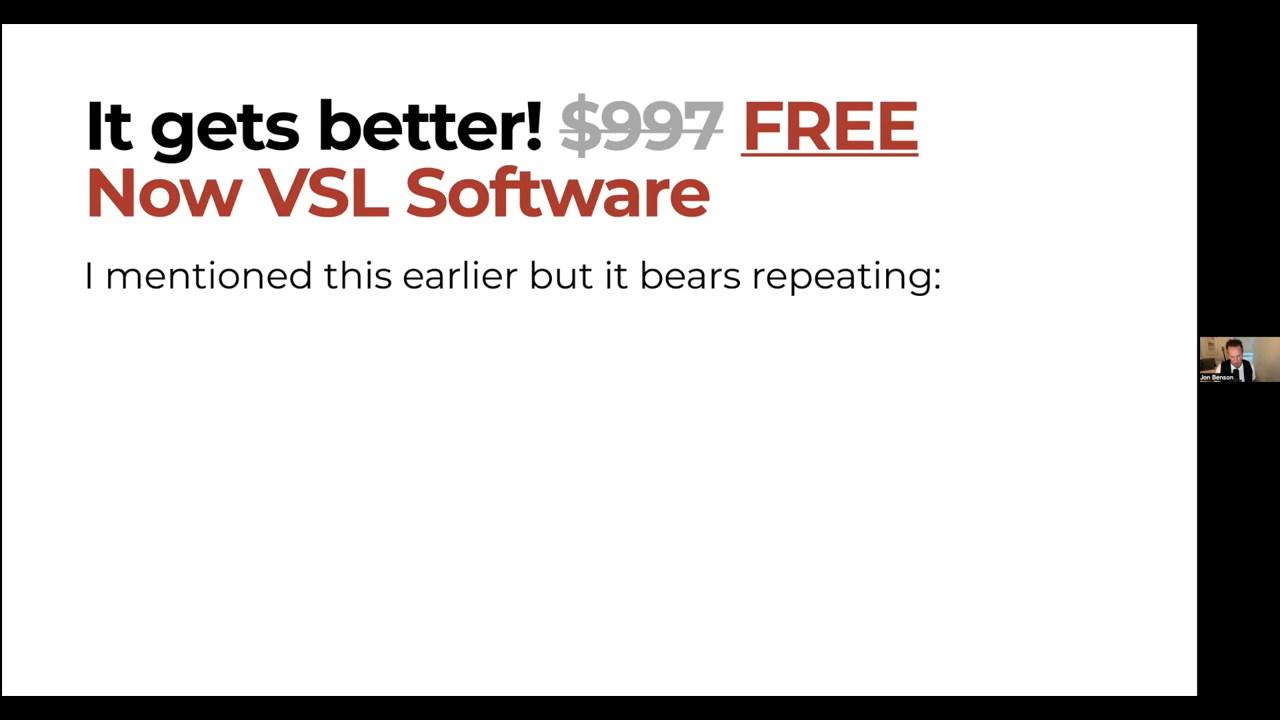 It gets better! $997 FREE
Now VSL Software
I mentioned this earlier but it bears repeating:
Jon Benson